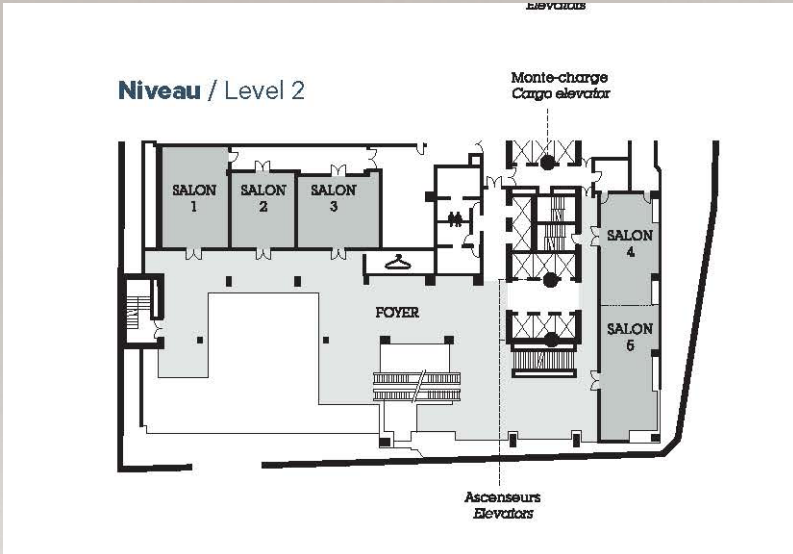 Elevators
Niveau / Level 2
Monte-charge
Cargo elevator
SALON
1
SALON
2
SALON
3
SALON
4
FOYER
SALON
5
Ascenseurs
Elevators